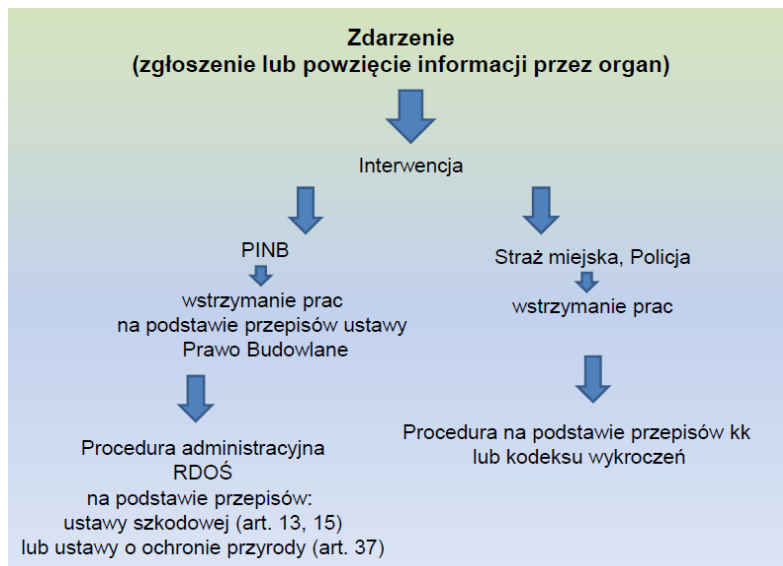 Zdarzenie
(zgłoszenie lub powzięcie informacji przez organ)
Interwencja
PINB
wstrzymanie prac
na podstawie przepisów ustawy
Prawo Budowlane
Procedura administracyjna
RDOŚ
na podstawie przepisów:
ustawy szkodowej (art. 13, 15)
lub ustawy o ochronie przyrody (art. 37)
Straż miejska, Policja
wstrzymanie prac
Procedura na podstawie przepisów kk
lub kodeksu wykroczeń